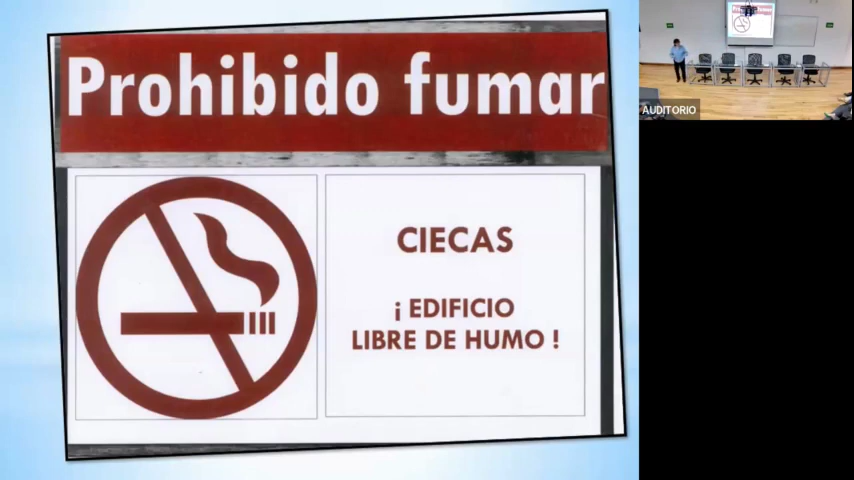 Prohibido fumar
CIECAS
¡ EDIFICIO
LIBRE DE HUMO !
AUDITORIO